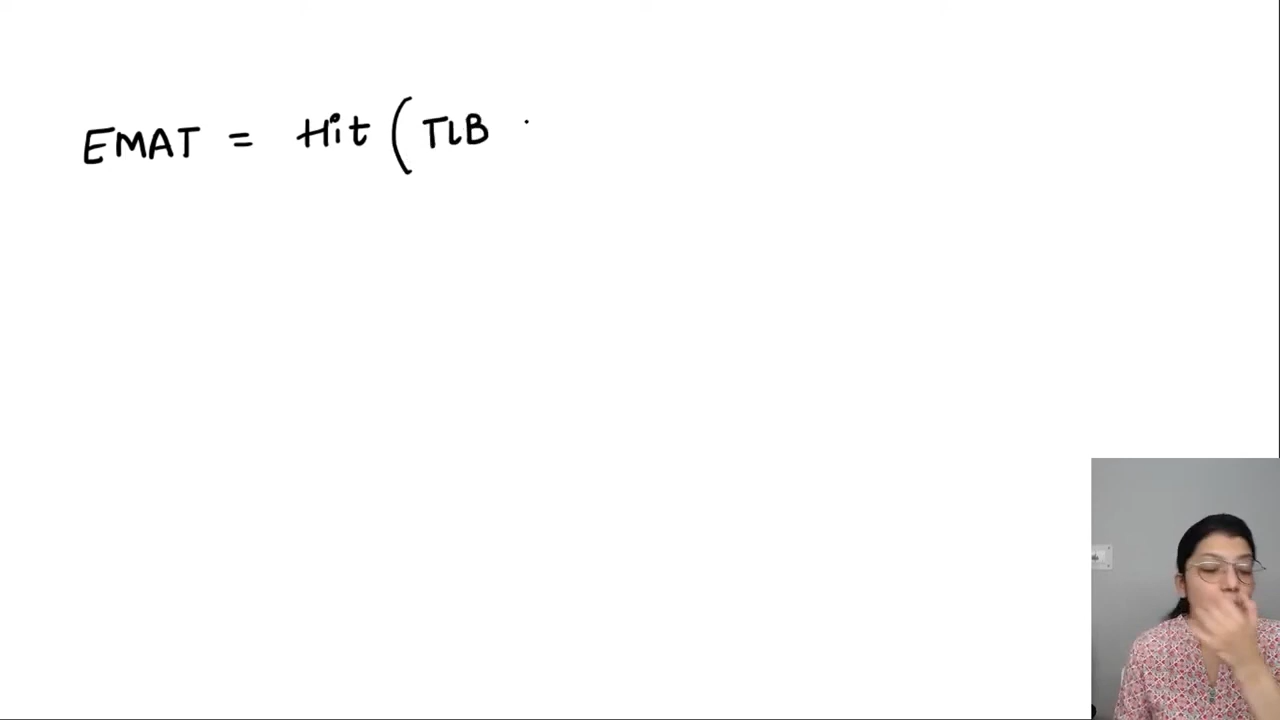 EMAT = Hit ( TLB